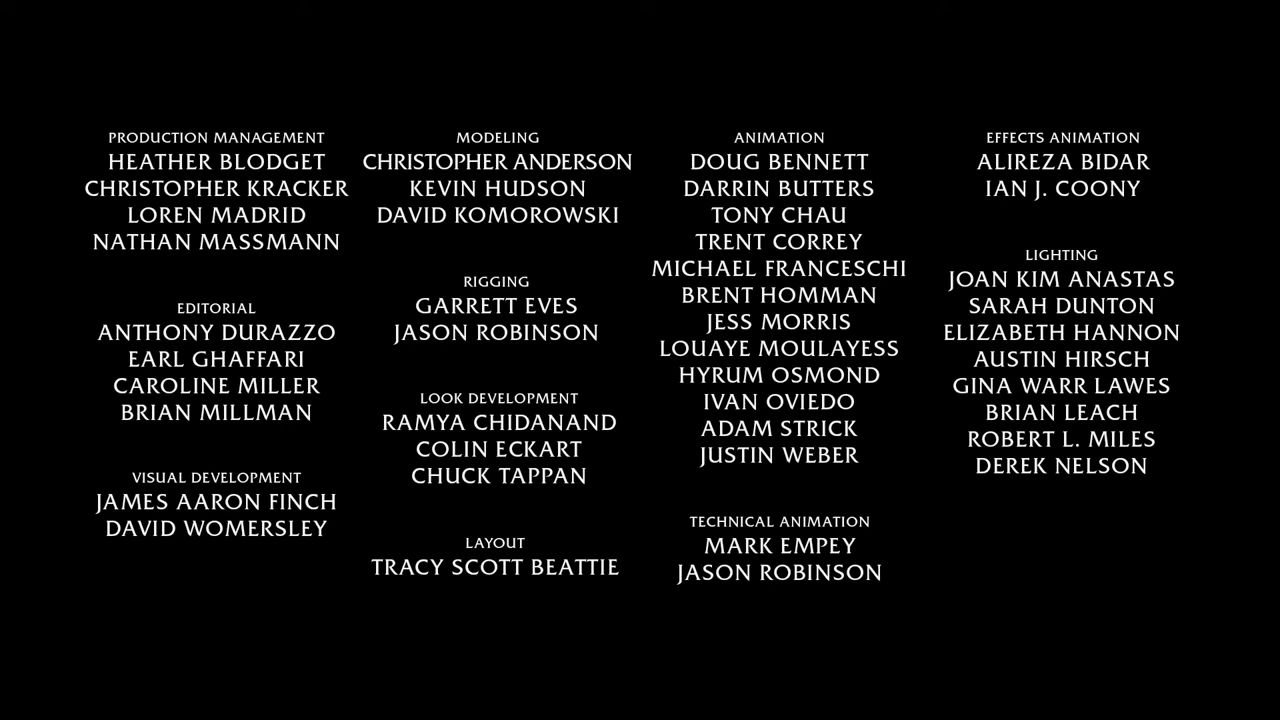 PRODUCTION MANAGEMENT
HEATHER BLODGET
CHRISTOPHER KRACKER
LOREN MADRID
NATHAN MASSMANN
EDITORIAL
ANTHONY DURAZZO
EARL GHAFFARI
CAROLINE MILLER
BRIAN MILLMAN
VISUAL DEVELOPMENT
JAMES AARON FINCH
DAVID WOMERSLEY
MODELING
CHRISTOPHER ANDERSON
KEVIN HUDSON
DAVID KOMOROWSKI
RIGGING
GARRETT EVES
JASON ROBINSON
LOOK DEVELOPMENT
RAMYA CHIDANAND
COLIN ECKART
CHUCK TAPPAN
LAYOUT
TRACY SCOTT BEATTIE
ANIMATION
DOUG BENNETT
DARRIN BUTTERS
TONY CHAU
TRENT CORREY
MICHAEL FRANCESCHI
BRENT HOMMAN
JESS MORRIS
LOUAYE MOULAYESS
HYRUM OSMOND
IVAN OVIEDO
ADAM STRICK
JUSTIN WEBER
TECHNICAL ANIMATION
MARK EMPEY
JASON ROBINSON
EFFECTS ANIMATION
ALIREZA BIDAR
IAN J. COONY
LIGHTING
JOAN KIM ANASTAS
SARAH DUNTON
ELIZABETH HANNON
AUSTIN HIRSCH
GINA WARR LAWES
BRIAN LEACH
ROBERT L. MILES
DEREK NELSON